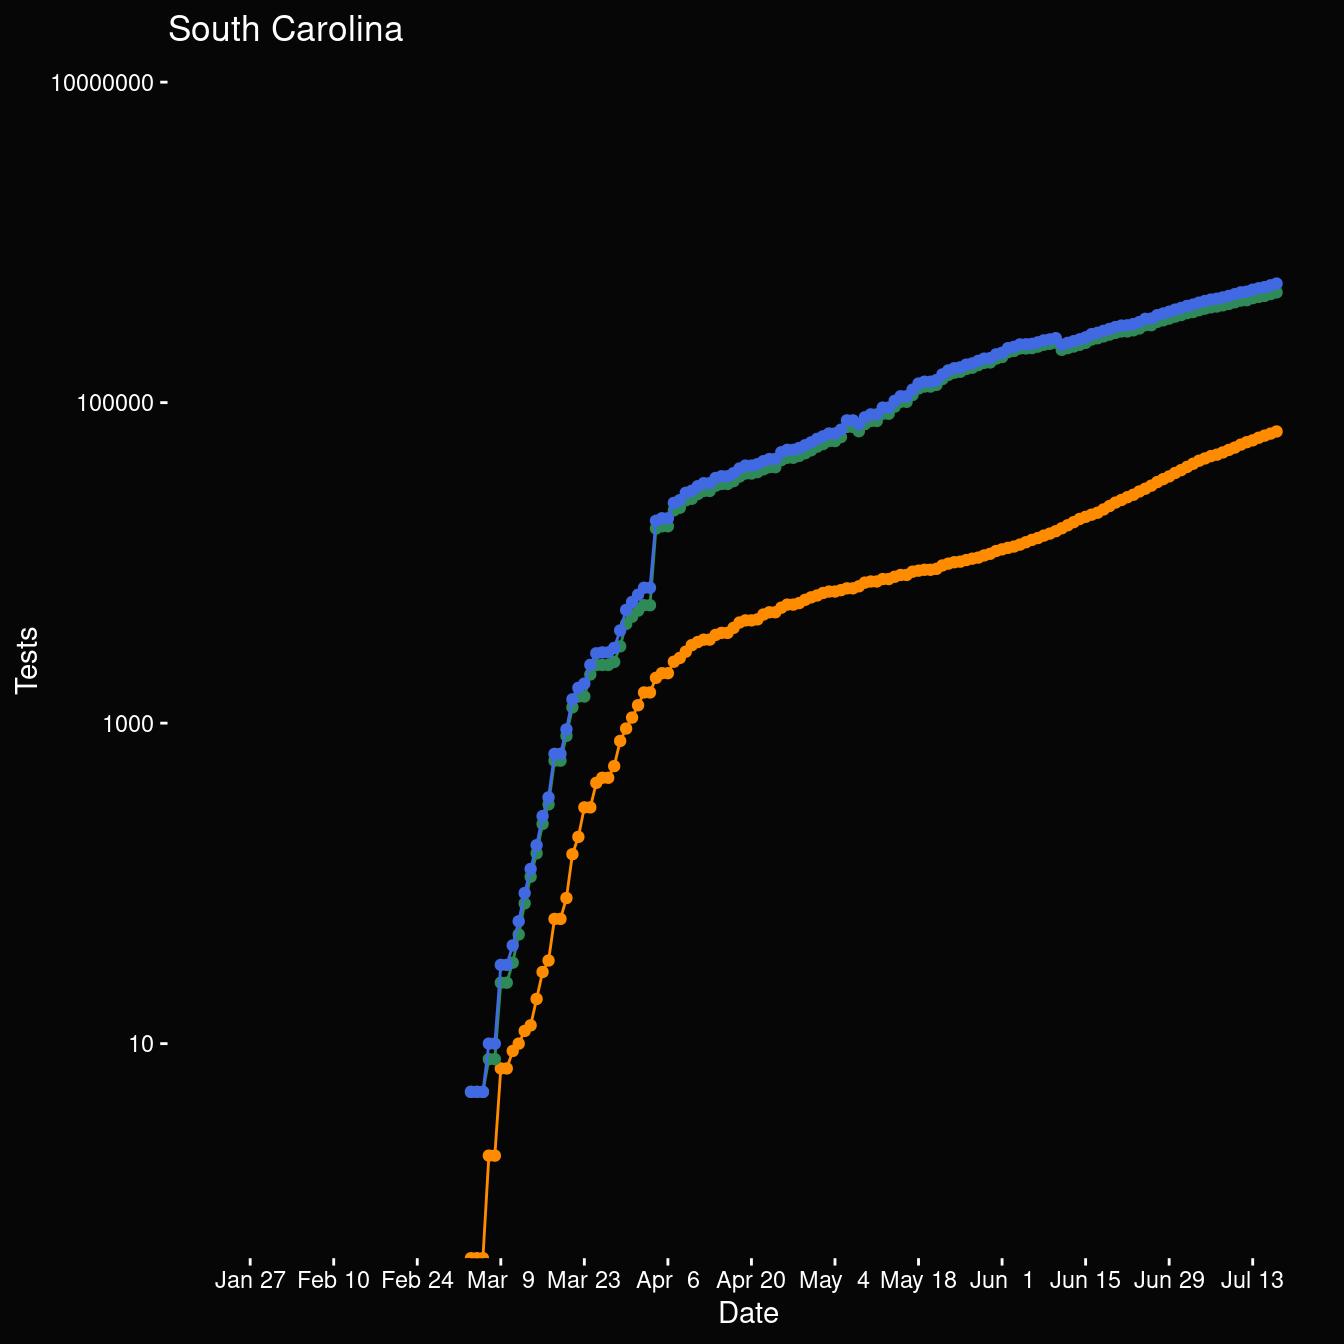 South Carolina
10000000
100000
1000
10
Tests
Jan 27 Feb 10 Feb 24 Mar 9 Mar 23 Apr 6 Apr 20 May 4 May 18 Jun 1 Jun 15 Jun 29 Jul 13
Date